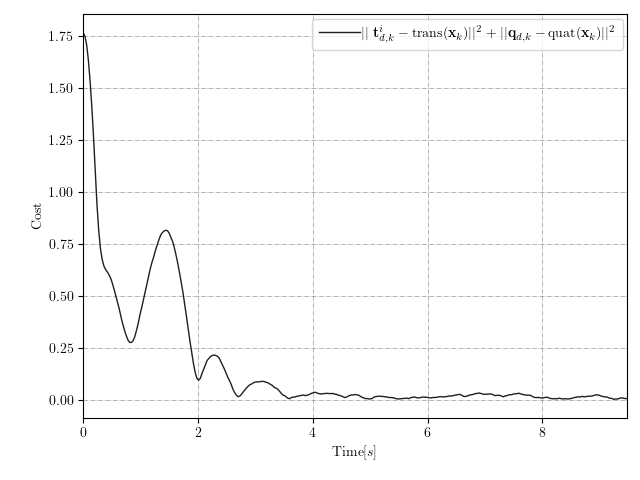 || t^i_{d,k} − trans(x_k)||^2 + ||q_{d,k} − quat(x_k)||^2
1.75
1.50
1.25
1.00
0.75
0.50
0.25
0.00
Cost
0 2 4 6 8
Time[s]